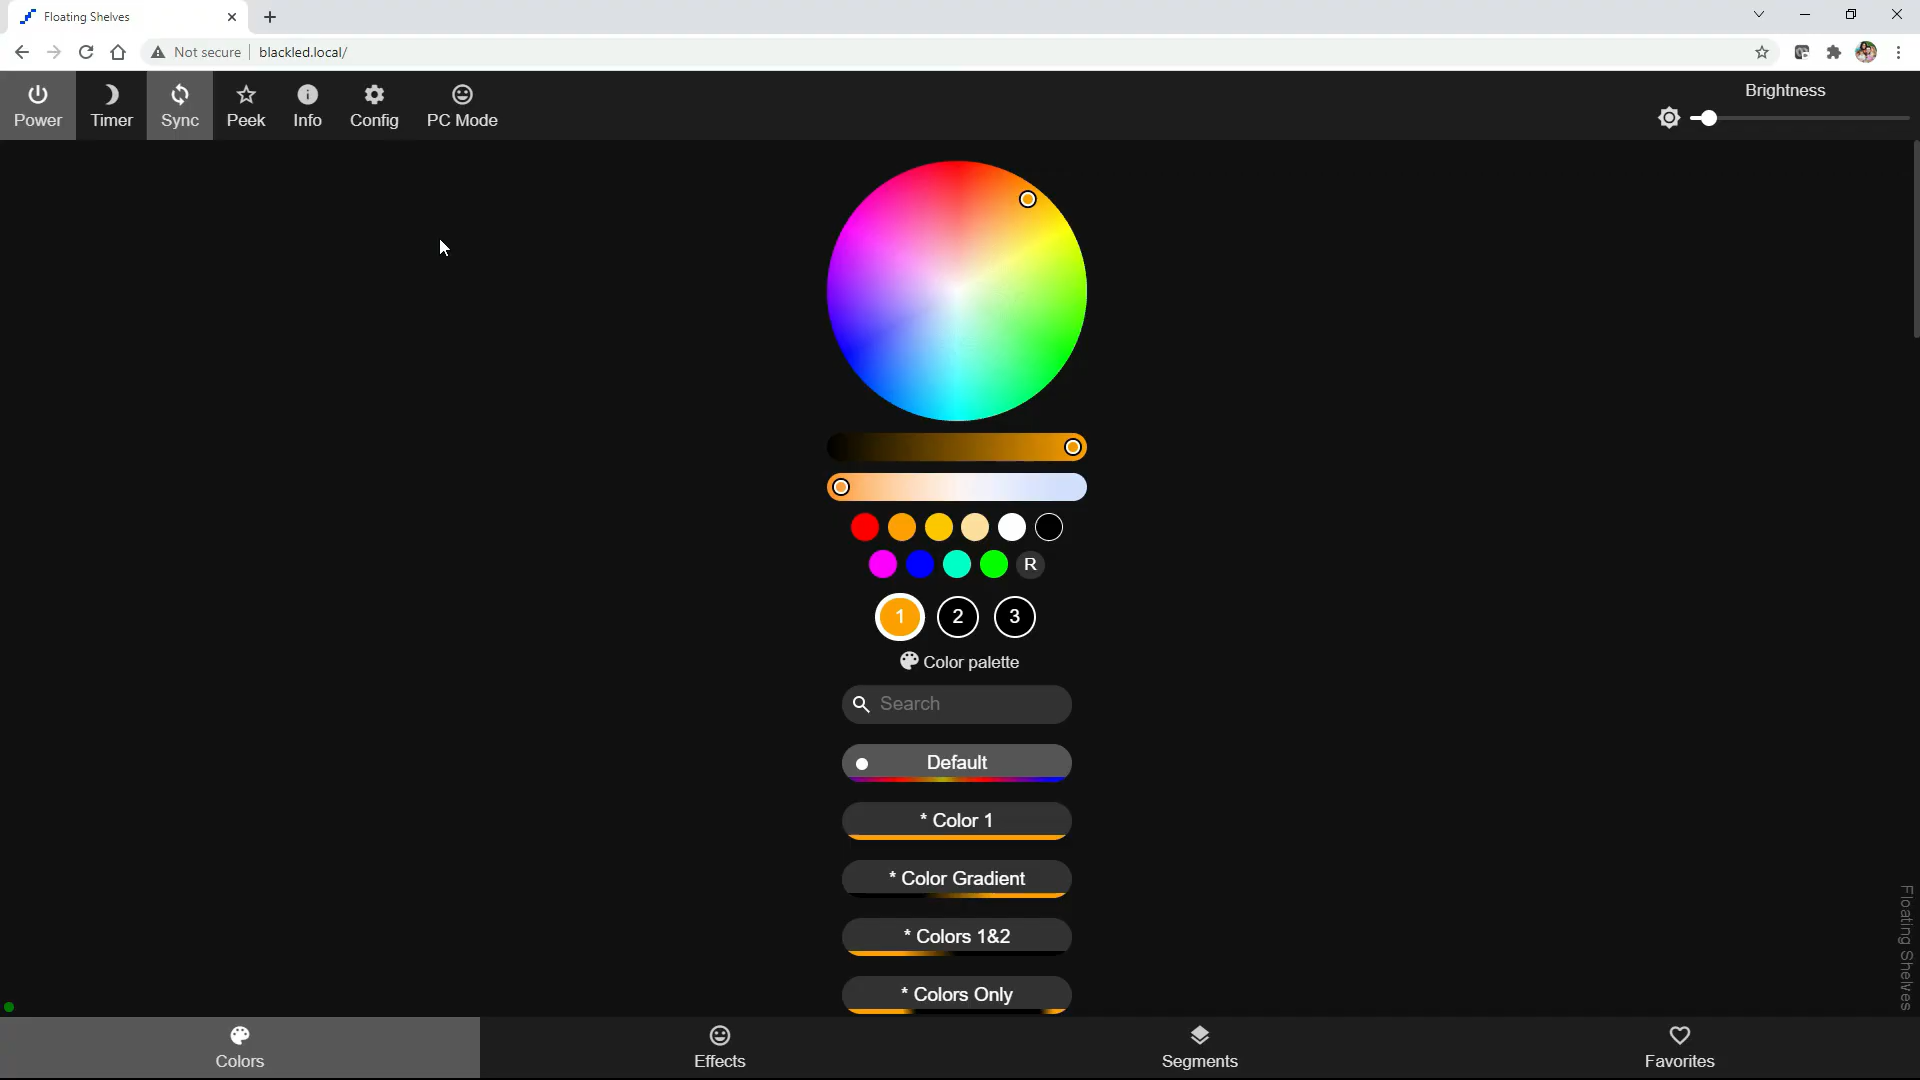 Floating Shelves
Not secure
blackled.local/
Power
Timer
Sync
Peek
Info
Config
PC Mode
Brightness
R
1
2
3
Color palette
Search
Default
* Color 1
* Color Gradient
* Colors 1&2
* Colors Only
Floating Shelves
Colors
Effects
Segments
Favorites